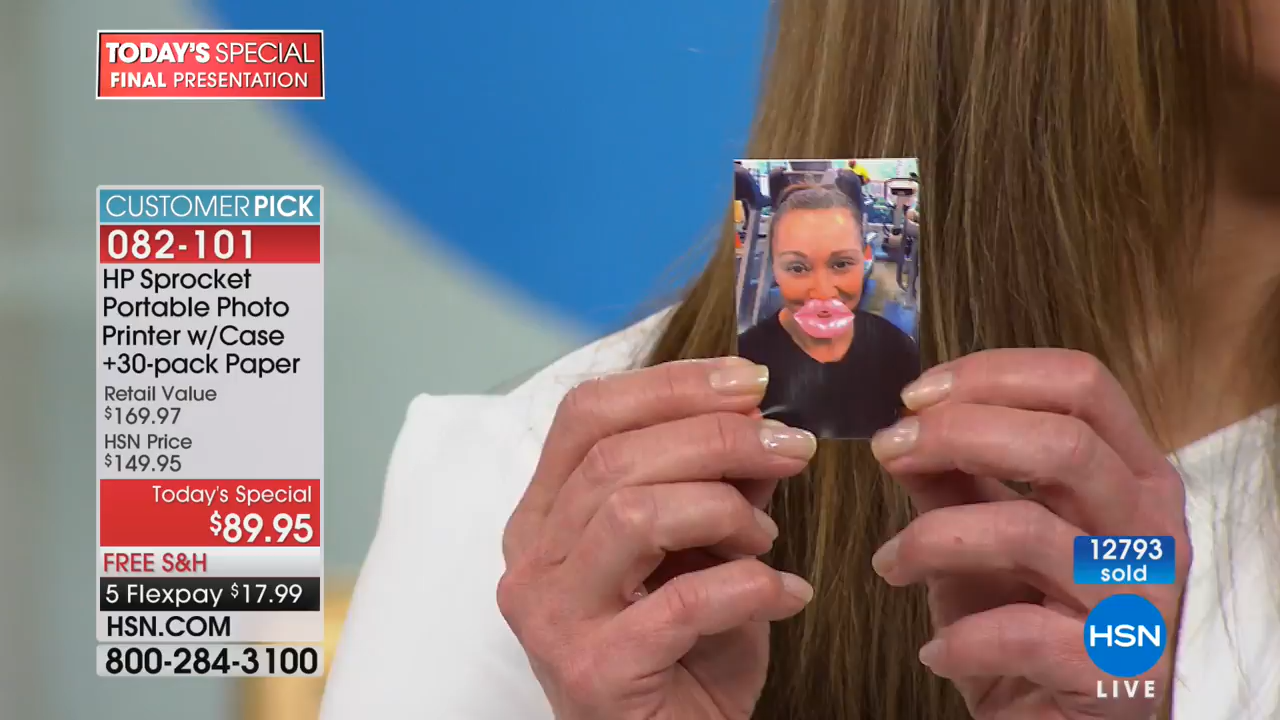 TODAY'S SPECIAL
FINAL PRESENTATION
CUSTOMER PICK
082-101
HP Sprocket
Portable Photo
Printer w/Case
+30-pack Paper
Retail Value
$169.97
HSN Price
$149.95
Today's Special
$89.95
FREE S&H
5 Flexpay $17.99
HSN.COM
800-284-3100
12793
sold
HSN
LIVE